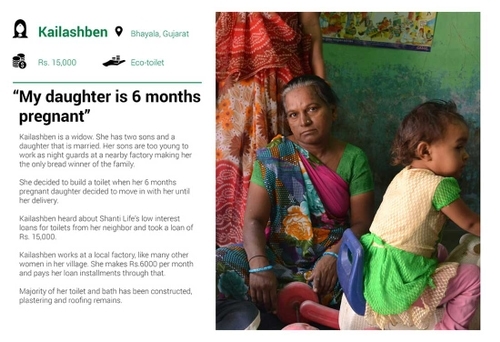 Kailashben
Bhayala, Gujarat
Rs. 15,000
Eco-toilet
“My daughter is 6 months
pregnant”
Kailashben is a widow. She has two sons and a
daughter that is married. Her sons are too young to
work as night guards at a nearby factory making her
the only bread winner of the family.
She decided to build a toilet when her 6 months
pregnant daughter decided to move in with her until
her delivery.
Kailashben heard about Shanti Life's low interest
loans for toilets from her neighbor and took a loan of
Rs. 15,000.
Kailashben works at a local factory, like many other
women in her village. She makes Rs.6000 per month
and pays her loan installments through that.
Majority of her toilet and bath has been constructed,
plastering and roofing remains.